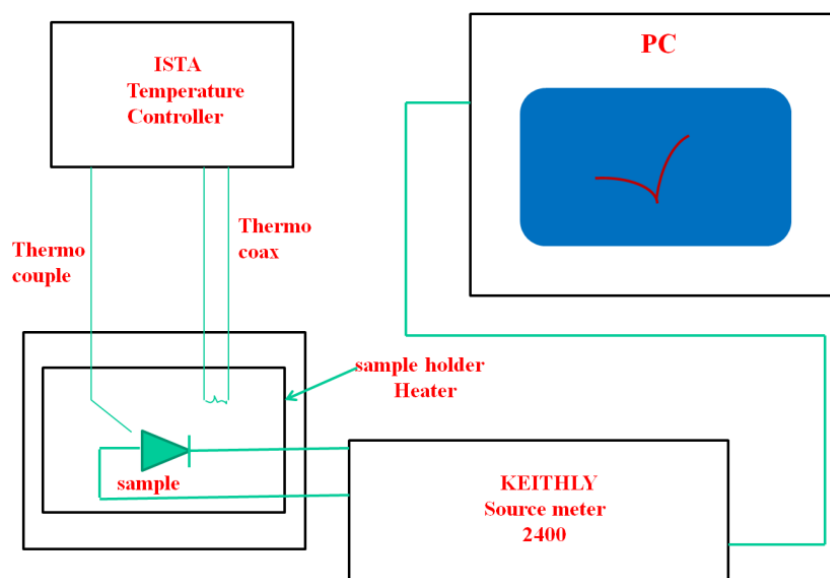 ISTA
Temperature
Controller
PC
Thermo
couple
Thermo
coax
sample holder
Heater
sample
KEITHLY
Source meter
2400